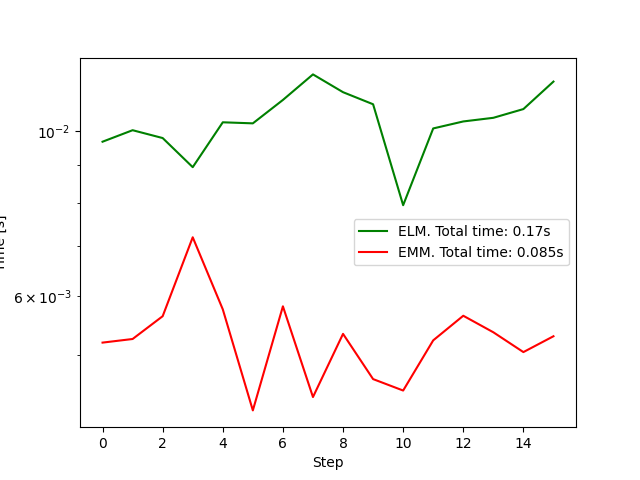 10⁻²
6 × 10⁻³
Time [s]
ELM. Total time: 0.17s
EMM. Total time: 0.085s
0 2 4 6 8 10 12 14
Step